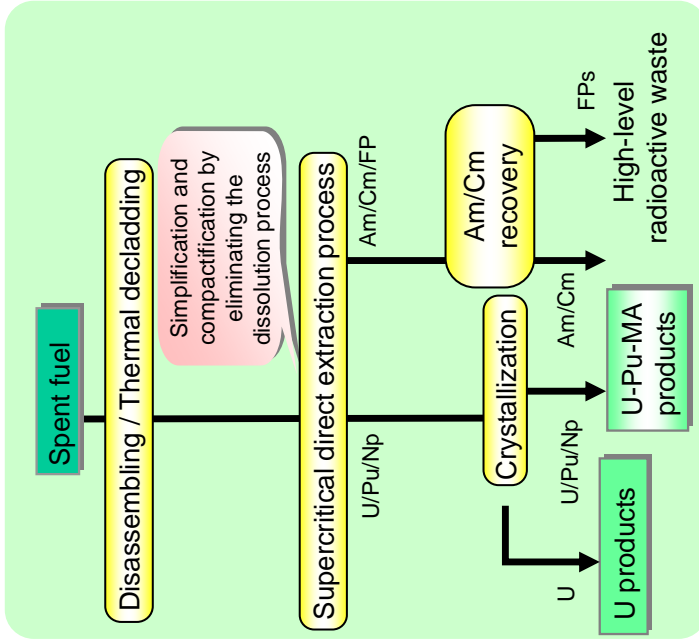 Spent fuel
Disassembling / Thermal decladding
Simplification and
compactification by
eliminating the
dissolution process
Supercritical direct extraction process
U/Pu/Np
Am/Cm/FP
Crystallization
Am/Cm
recovery
U
U/Pu/Np
Am/Cm
FPs
U products
U-Pu-MA
products
High-level
radioactive waste